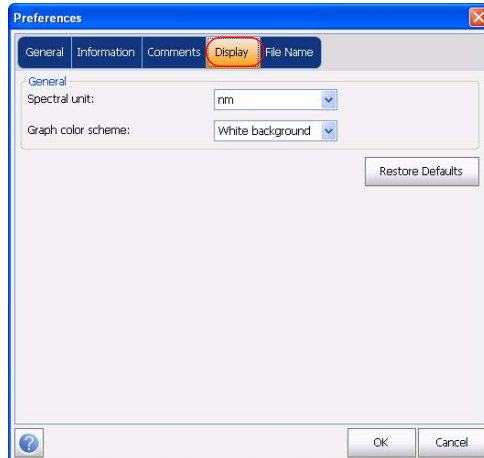 Preferences
General Information Comments Display File Name
General
Spectral unit: nm
Graph color scheme: White background
Restore Defaults
?
OK Cancel